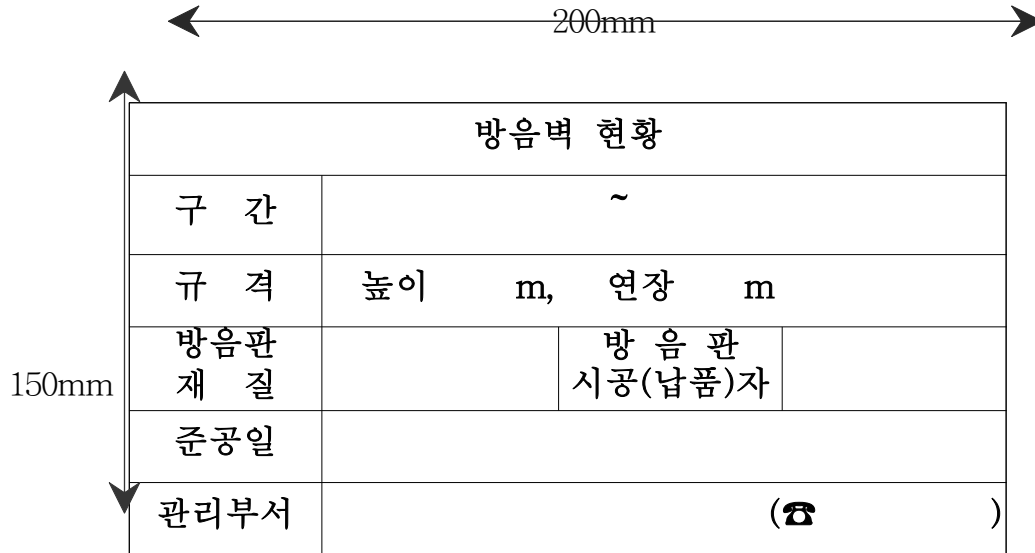 200mm
방음벽 현황
구 간 ~
규 격 높이 m, 연장 m
방음판 방 음 판
150mm 재 질 시공(납품)자
준공일
관리부서 (☎ )